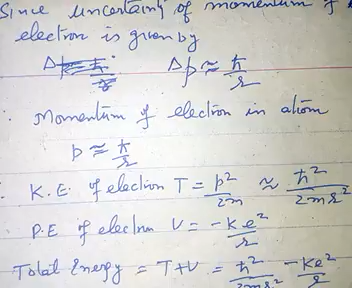 Since Uncertainty of momentum of
electron is given by
Δp ≈ ħ/r
Momentum of electron in atom
p ≈ ħ/r
K.E. of electron T = p²/2m ≈ ħ²/2mr²
P.E of electron V = -Ke²/r
Total Energy = T+V = ħ²/2mr² - Ke²/r